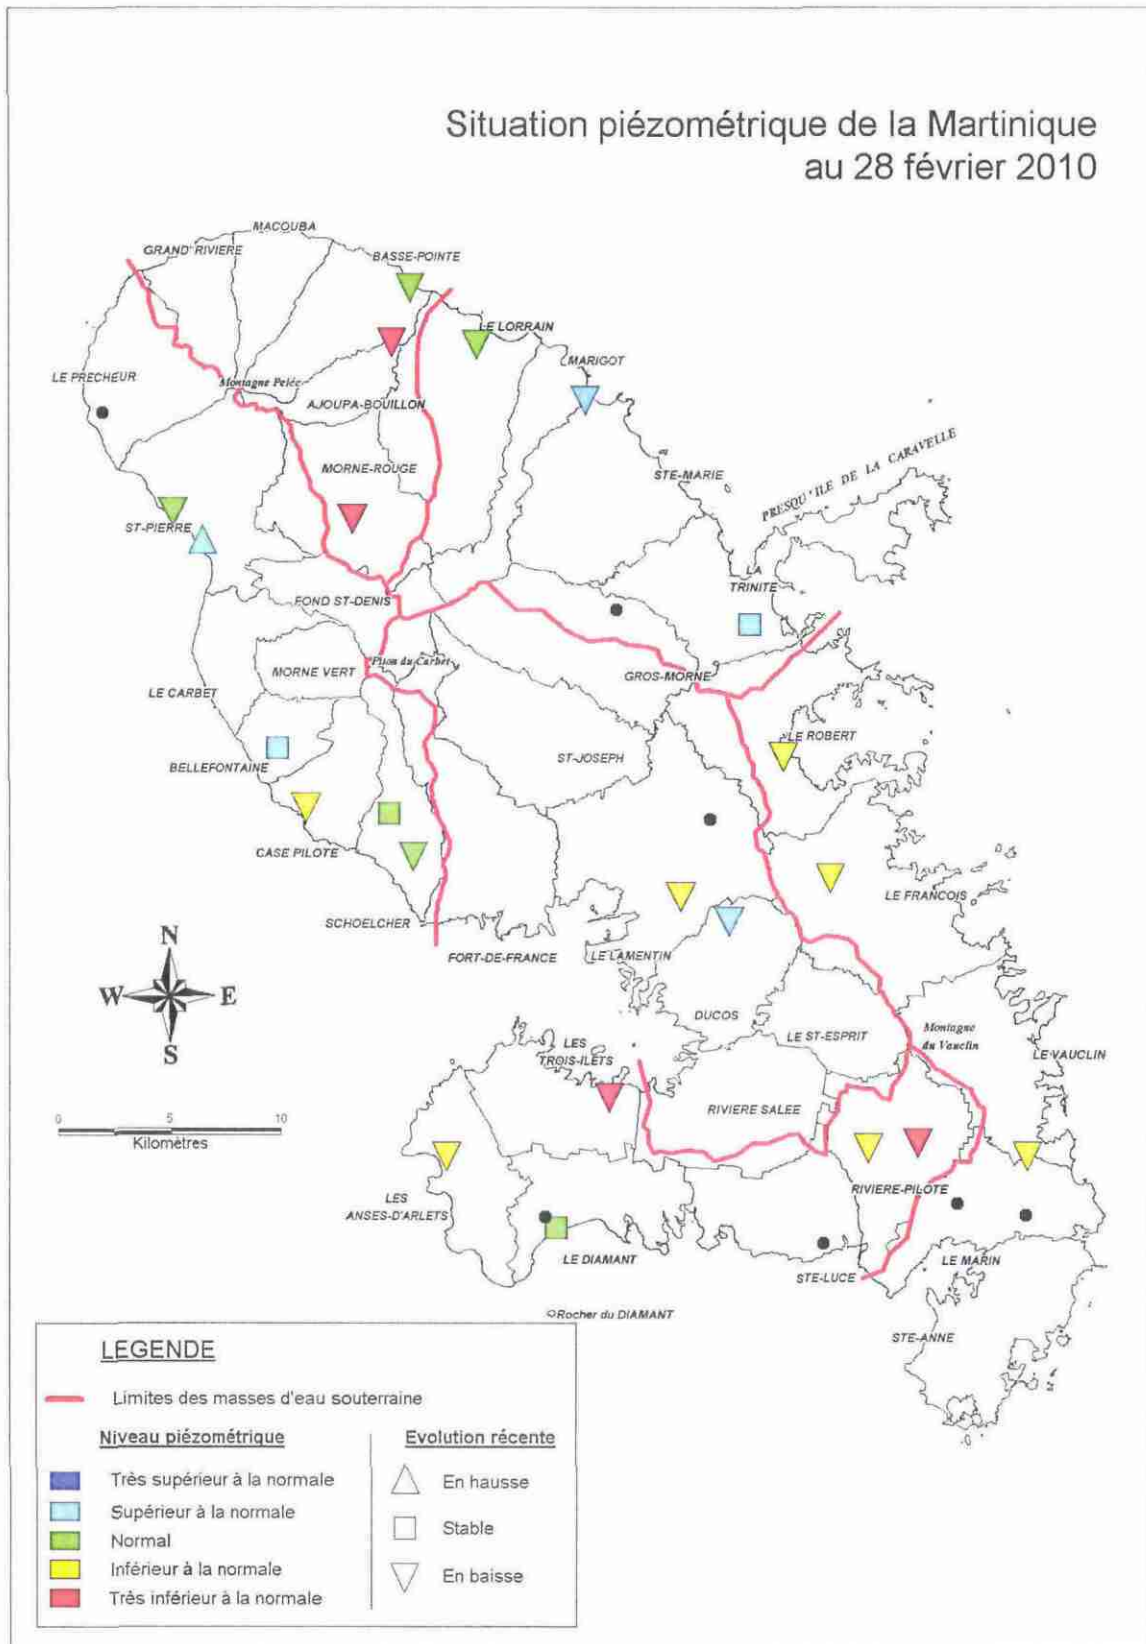 Situation piézométrique de la Martinique
au 28 février 2010
MACOUBA
GRAND'RIVIERE
BASSE-POINTE
LE LORRAIN
MARIGOT
LE PRECHEUR
Montagne Pelée
AJOUPA-BOUILLON
MORNE-ROUGE
STE-MARIE
PRESQU'ILE DE LA CARAVELLE
ST-PIERRE
LA
TRINITE
FOND ST-DENIS
Piton du Carbet
MORNE VERT
GROS-MORNE
LE CARBET
LE ROBERT
ST-JOSEPH
BELLEFONTAINE
CASE PILOTE
LE FRANCOIS
SCHOELCHER
FORT-DE-FRANCE
LE LAMENTIN
N
W
E
S
DUCOS
LE ST-ESPRIT
Montagne
du Vauclin
LES
TROIS-ILETS
LE VAUCLIN
RIVIERE SALEE
0
5
10
Kilomètres
RIVIERE-PILOTE
LES
ANSES-D'ARLETS
LE DIAMANT
STE-LUCE
LE MARIN
Rocher du DIAMANT
STE-ANNE
LEGENDE
Limites des masses d'eau souterraine
Niveau piézométrique
Très supérieur à la normale
Supérieur à la normale
Normal
Inférieur à la normale
Très inférieur à la normale
Evolution récente
En hausse
Stable
En baisse